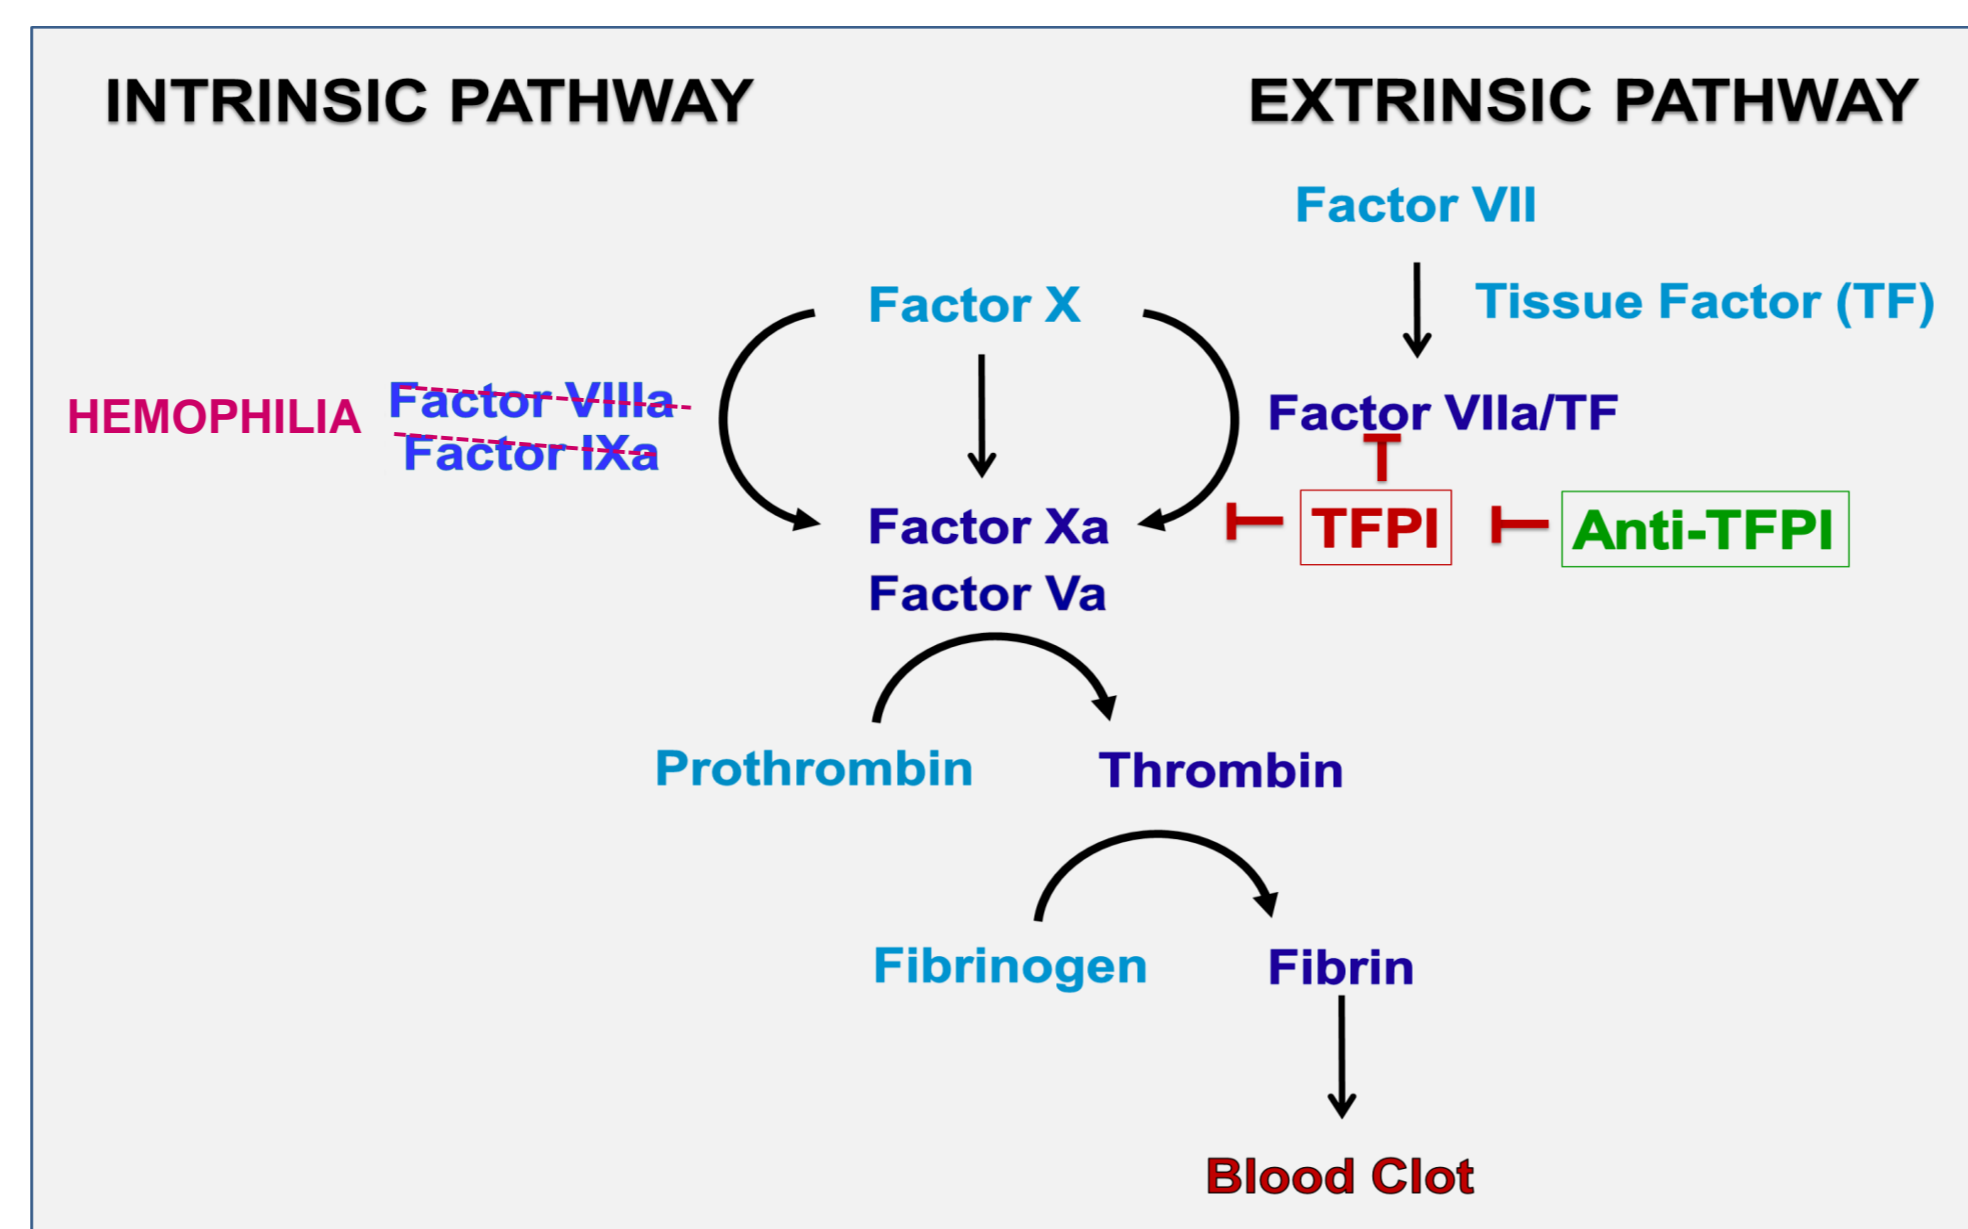 INTRINSIC PATHWAY
EXTRINSIC PATHWAY
Factor VII
Factor X
Tissue Factor (TF)
HEMOPHILIA
Factor VIIIa
Factor IXa
Factor VIIa/TF
Factor Xa
TFPI
Anti-TFPI
Factor Va
Prothrombin
Thrombin
Fibrinogen
Fibrin
Blood Clot